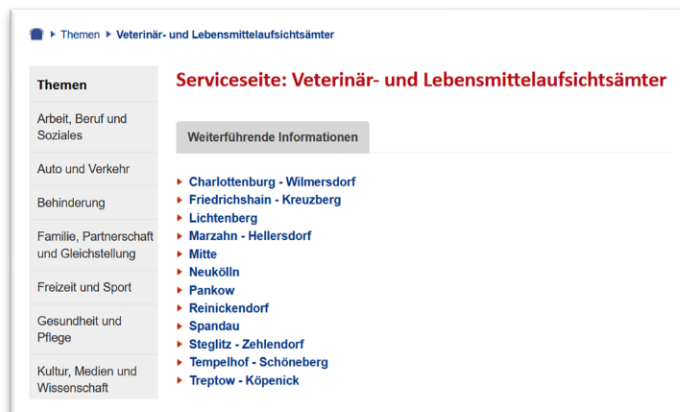 Themen Veterinär- und Lebensmittelaufsichtsämter
Themen
Arbeit, Beruf und
Soziales
Auto und Verkehr
Behinderung
Familie, Partnerschaft
und Gleichstellung
Freizeit und Sport
Gesundheit und
Pflege
Kultur, Medien und
Wissenschaft
Serviceseite: Veterinär- und Lebensmittelaufsichtsämter
Weiterführende Informationen
Charlottenburg - Wilmersdorf
Friedrichshain - Kreuzberg
Lichtenberg
Marzahn - Hellersdorf
Mitte
Neukölln
Pankow
Reinickendorf
Spandau
Steglitz - Zehlendorf
Tempelhof - Schöneberg
Treptow - Köpenick